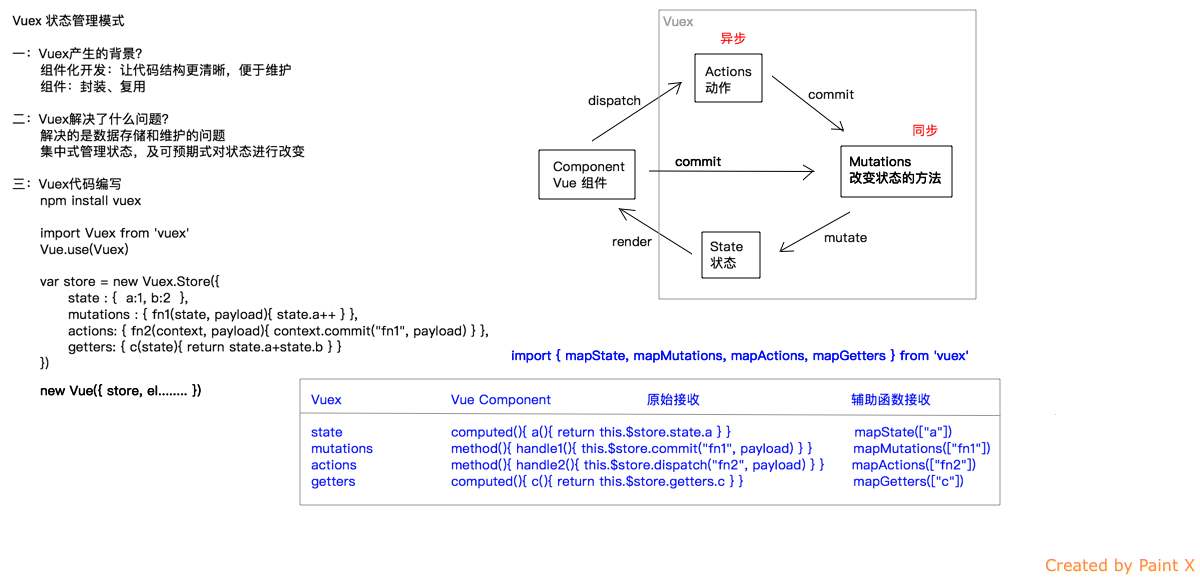 Vuex 状态管理模式
一：Vuex产生的背景?
组件化开发：让代码结构更清晰，便于维护
组件：封装、复用
二：Vuex解决了什么问题?
解决的是数据存储和维护的问题
集中式管理状态，及可预期式对状态进行改变
三：Vuex代码编写
npm install vuex
import Vuex from 'vuex'
Vue.use(Vuex)
var store = new Vuex.Store({
state : {  a:1, b:2  },
mutations : { fn1(state, payload){ state.a++ } },
actions: { fn2(context, payload){ context.commit("fn1", payload) } },
getters: { c(state){ return state.a+state.b } }
})
new Vue({ store, el........ })
Vuex
异步
Actions
动作
dispatch
commit
同步
Component
Vue 组件
commit
Mutations
改变状态的方法
render
State
状态
mutate
import { mapState, mapMutations, mapActions, mapGetters } from 'vuex'
Vuex Vue Component 原始接收 辅助函数接收
state computed(){ a(){ return this.$store.state.a } } mapState(["a"])
mutations method(){ handle1(){ this.$store.commit("fn1", payload) } } mapMutations(["fn1"])
actions method(){ handle2(){ this.$store.dispatch("fn2", payload) } } mapActions(["fn2"])
getters computed(){ c(){ return this.$store.getters.c } } mapGetters(["c"])
Created by Paint X